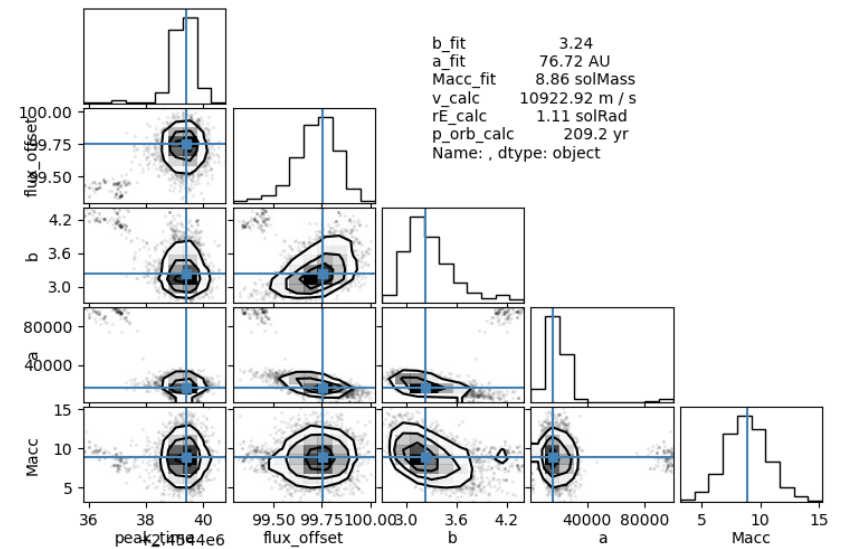 b_fit 3.24
a_fit 76.72 AU
Macc_fit 8.86 solMass
v_calc 10922.92 m / s
rE_calc 1.11 solRad
p_orb_calc 209.2 yr
Name: , dtype: object
100.00
99.75
99.50
flux_offset
4.2
3.6
3.0
b
80000
40000
a
15
10
5
Macc
36 38 40
99.50 99.75 100.00
3.0 3.6 4.2
40000 80000
5 10 15
peak_time
+2.4544e6
flux_offset
b
a
Macc